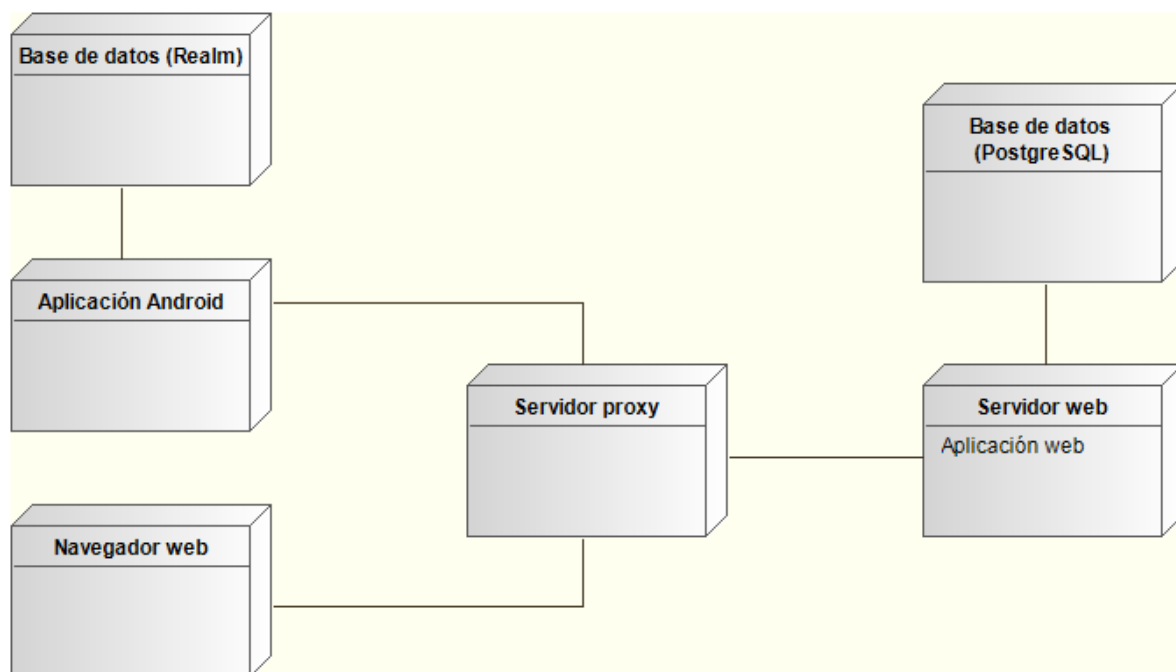 Base de datos (Realm)
Base de datos
(PostgreSQL)
Aplicación Android
Servidor proxy
Servidor web
Aplicación web
Navegador web